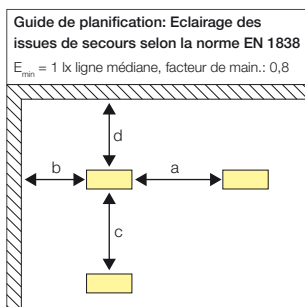 Guide de planification: Eclairage des
issues de secours selon la norme EN 1838
Emin = 1 lx ligne médiane, facteur de main.: 0,8
d
b
a
c